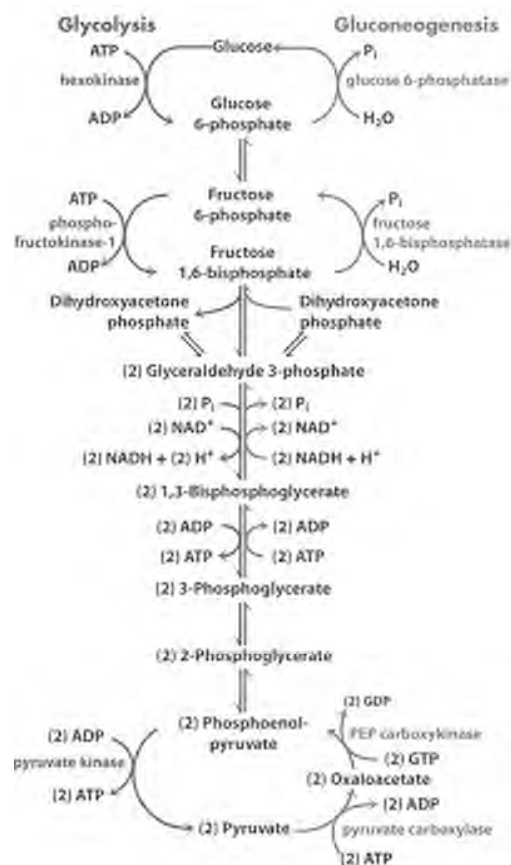 Glycolysis
Gluconeogenesis
ATP
Glucose
Pi
hexokinase
glucose 6-phosphatase
ADP
Glucose
6-phosphate
H2O
ATP
Fructose
6-phosphate
Pi
phospho-
fructokinase-1
fructose
1,6-bisphosphatase
ADP
Fructose
1,6-bisphosphate
H2O
Dihydroxyacetone
phosphate
Dihydroxyacetone
phosphate
(2) Glyceraldehyde 3-phosphate
(2) Pi
(2) Pi
(2) NAD+
(2) NAD+
(2) NADH + (2) H+
(2) NADH + H+
(2) 1,3-Bisphosphoglycerate
(2) ADP
(2) ADP
(2) ATP
(2) ATP
(2) 3-Phosphoglycerate
(2) 2-Phosphoglycerate
(2) GDP
(2) Phosphoenol-
pyruvate
(2) ADP
PEP carboxykinase
pyruvate kinase
(2) GTP
(2) ATP
(2) Oxaloacetate
(2) ADP
(2) Pyruvate
pyruvate carboxylase
(2) ATP